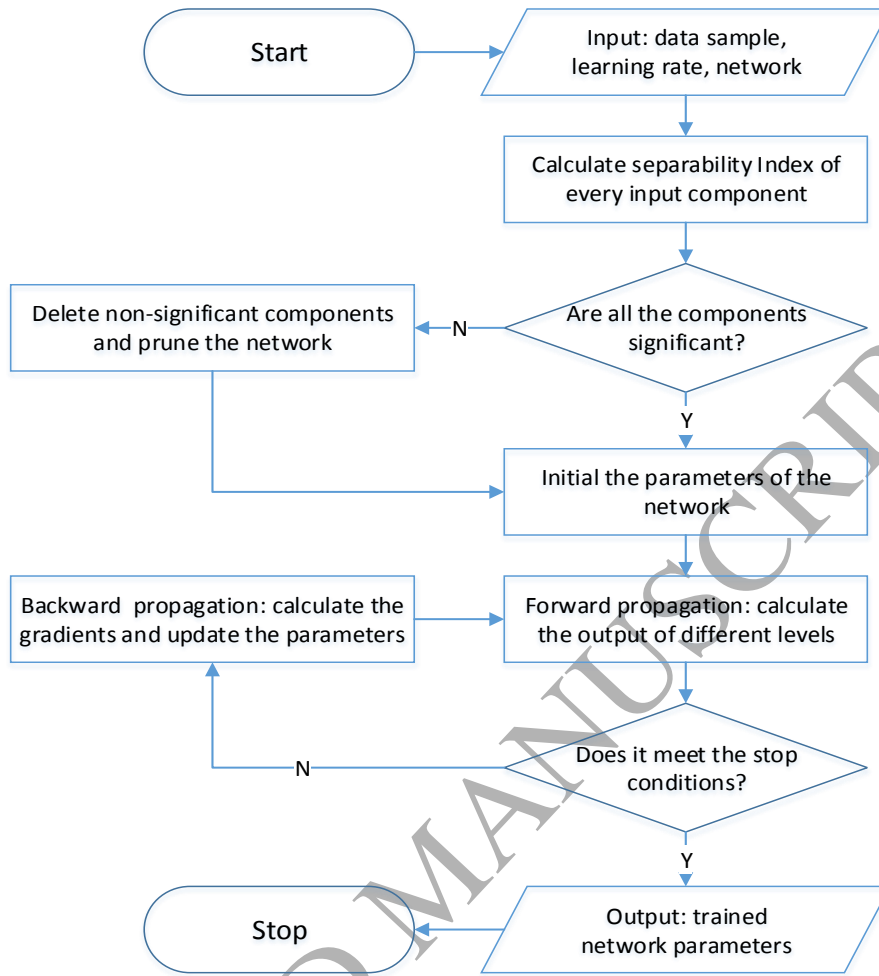 Start
Input: data sample,
learning rate, network
Calculate separability Index of
every input component
Are all the components
significant?
N
Delete non-significant components
and prune the network
Y
Initial the parameters of the
network
Backward propagation: calculate the
gradients and update the parameters
Forward propagation: calculate
the output of different levels
Does it meet the stop
conditions?
N
Y
Output: trained
network parameters
Stop
D MANUSCRIP